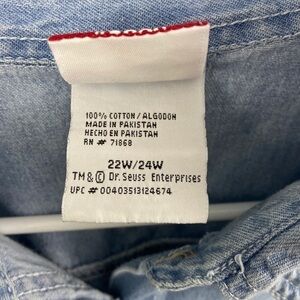 100% COTTON/ALGODON
MADE IN PAKISTAN
HECHO EN PAKISTAN
RN # 71868
22W/24W
TM & © Dr. Seuss Enterprises
UPC # 00403513124674